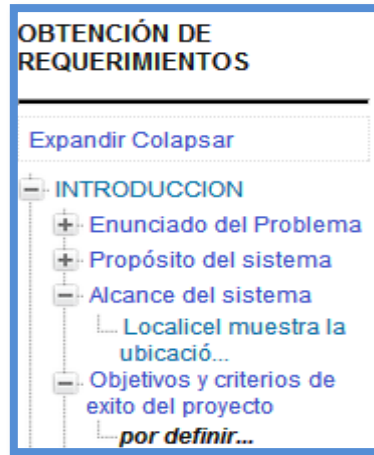 OBTENCIÓN DE
REQUERIMIENTOS
Expandir Colapsar
INTRODUCCION
Enunciado del Problema
Propósito del sistema
Alcance del sistema
Localicel muestra la
ubicació...
Objetivos y criterios de
exito del proyecto
por definir...